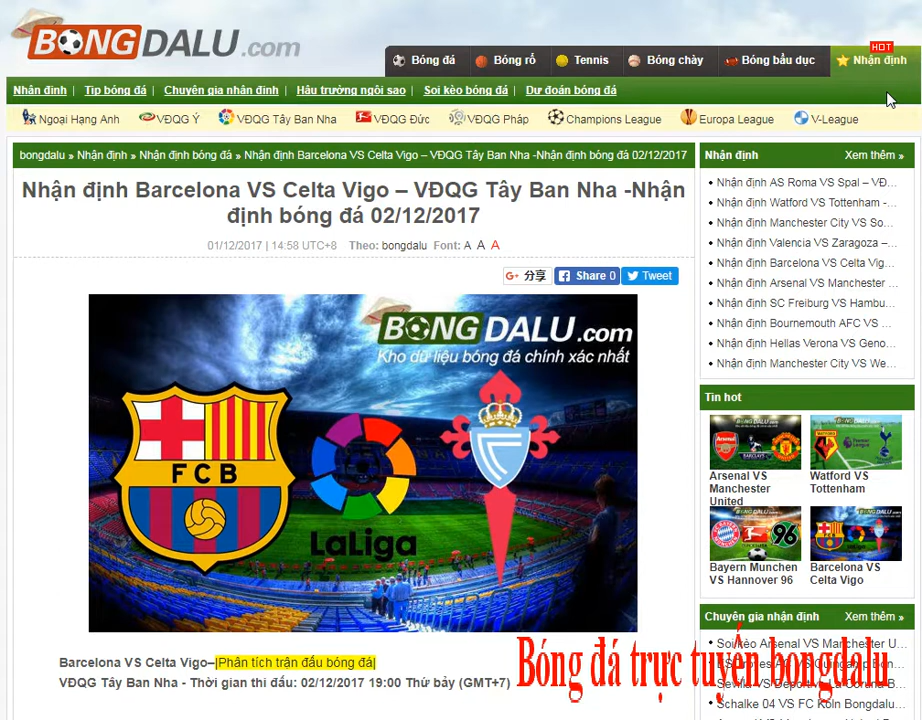 BONGDALU.com
Bóng đá Bóng rổ Tennis Bóng chày Bóng bầu dục HOT Nhận định
Nhận định | Tip bóng đá | Chuyên gia nhận định | Hậu trường ngôi sao | Soi kèo bóng đá | Dự đoán bóng đá
Ngoại Hạng Anh VĐQG Ý VĐQG Tây Ban Nha VĐQG Đức VĐQG Pháp Champions League Europa League V-League
bongdalu » Nhận định » Nhận định bóng đá » Nhận định Barcelona VS Celta Vigo – VĐQG Tây Ban Nha -Nhận định bóng đá 02/12/2017
Nhận định Barcelona VS Celta Vigo – VĐQG Tây Ban Nha -Nhận
định bóng đá 02/12/2017
01/12/2017 | 14:58 UTC+8 Theo: bongdalu Font: A A A
G+ 分享 Share 0 Tweet
BONGDALU.com
Kho dữ liệu bóng đá chính xác nhất
FCB
LaLiga
Barcelona VS Celta Vigo–|Phân tích trận đấu bóng đá|
VĐQG Tây Ban Nha - Thời gian thi đấu: 02/12/2017 19:00 Thứ bảy (GMT+7)
Nhận định Xem thêm »
Nhận định AS Roma VS Spal – VĐ...
Nhận định Watford VS Tottenham -...
Nhận định Manchester City VS So...
Nhận định Valencia VS Zaragoza –...
Nhận định Barcelona VS Celta Vig...
Nhận định Arsenal VS Manchester ...
Nhận định SC Freiburg VS Hambu...
Nhận định Bournemouth AFC VS ...
Nhận định Hellas Verona VS Geno...
Nhận định Manchester City VS We...
Tin hot
Arsenal VS
Manchester
United
Watford VS
Tottenham
Bayern Munchen
VS Hannover 96
Barcelona VS
Celta Vigo
Chuyên gia nhận định Xem thêm »
Soi kèo Arsenal VS Manchester U...
Schalke 04 VS FC Koln Bongdalu...
Bóng đá trực tuyến bongdalu